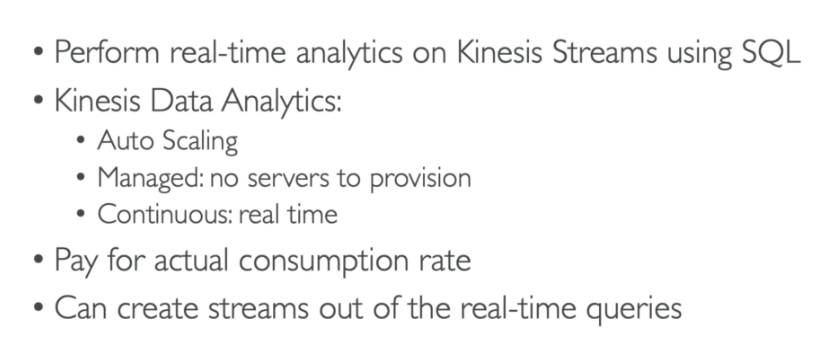 • Perform real-time analytics on Kinesis Streams using SQL
• Kinesis Data Analytics:
• Auto Scaling
• Managed: no servers to provision
• Continuous: real time
• Pay for actual consumption rate
• Can create streams out of the real-time queries